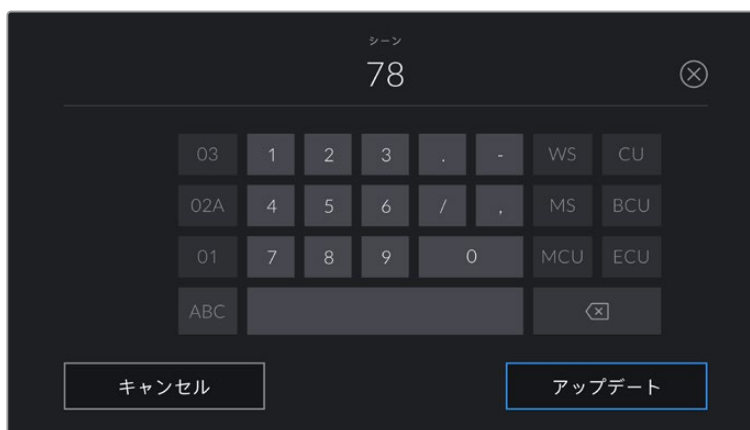 シーン
78
03 1 2 3 . - WS CU
02A 4 5 6 / , MS BCU
01 7 8 9 0 MCU ECU
ABC
キャンセル アップデート